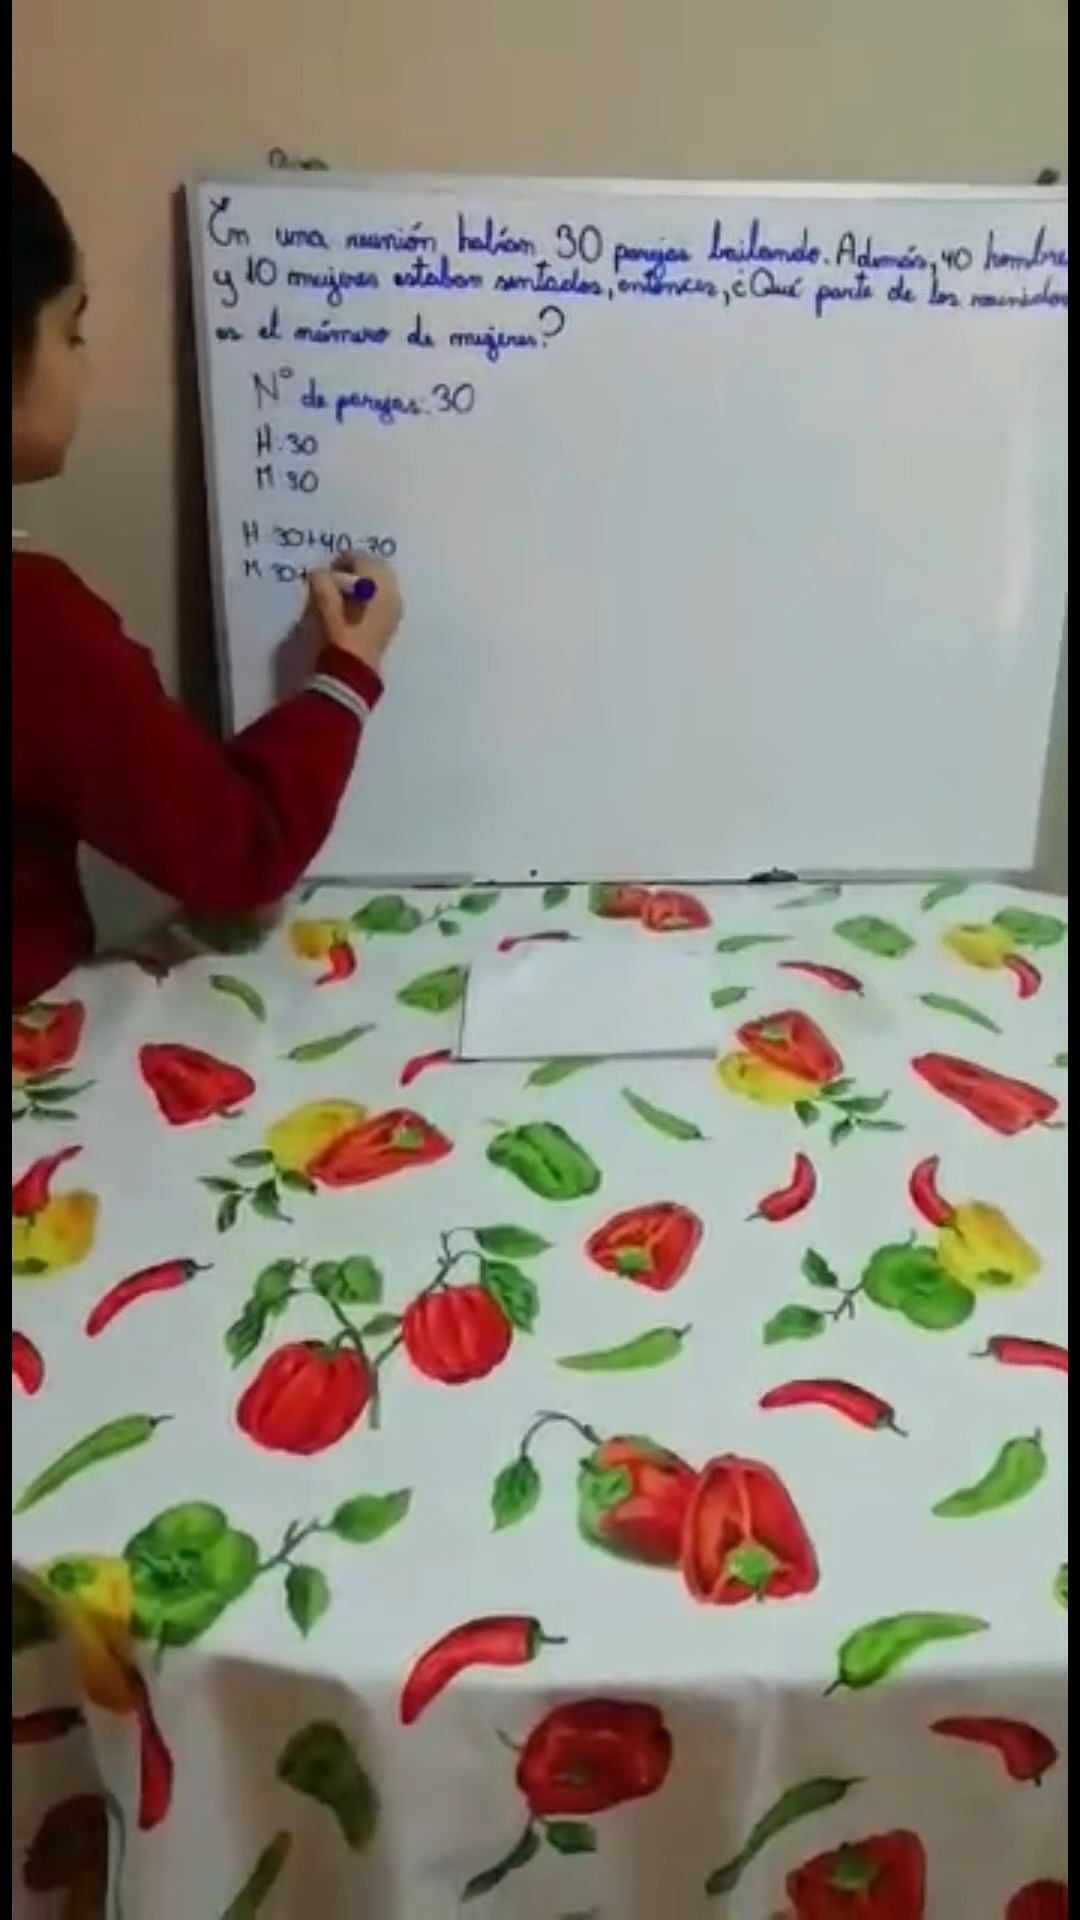 En una reunión habían 30 parejas bailando. Además, 40 hombre
y 10 mujeres estaban sentados, entonces, ¿Qué parte de los reunidos
es el número de mujeres?
N° de parejas: 30
H: 30
M: 30
H: 30+40=70
M: 30+